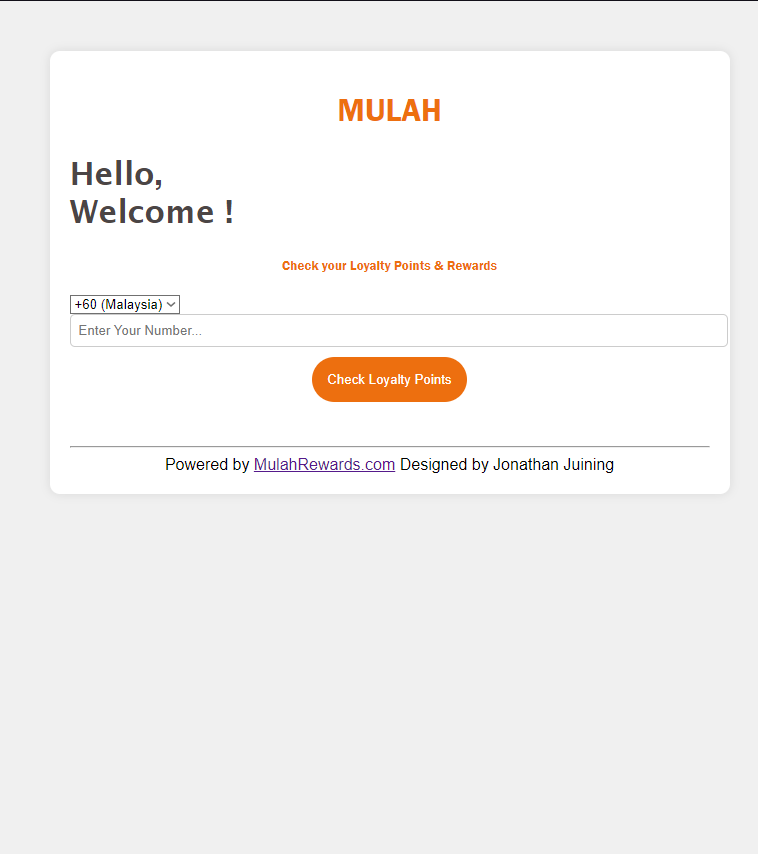 MULAH
Hello,
Welcome !
Check your Loyalty Points & Rewards
+60 (Malaysia)
Enter Your Number...
Check Loyalty Points
Powered by MulahRewards.com Designed by Jonathan Juining